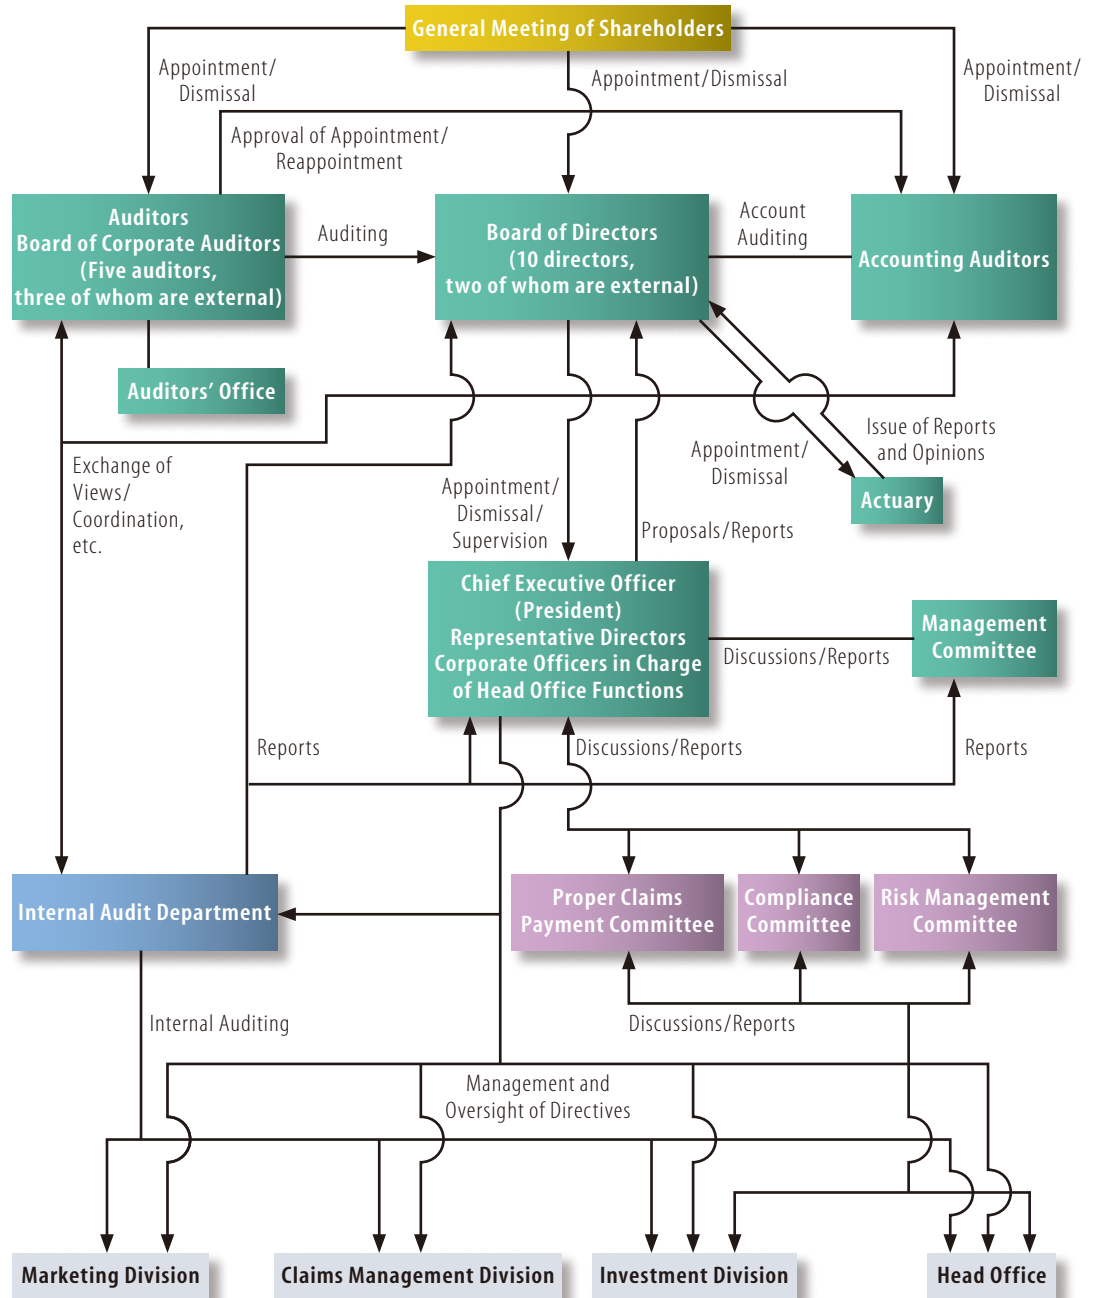 General Meeting of Shareholders
Appointment/
Dismissal
Appointment/Dismissal
Appointment/
Dismissal
Approval of Appointment/
Reappointment
Auditors
Board of Corporate Auditors
(Five auditors,
three of whom are external)
Auditing
Board of Directors
(10 directors,
two of whom are external)
Account
Auditing
Accounting Auditors
Auditors' Office
Issue of Reports
and Opinions
Appointment/
Dismissal
Actuary
Exchange of
Views/
Coordination,
etc.
Appointment/
Dismissal/
Supervision
Proposals/Reports
Chief Executive Officer
(President)
Representative Directors
Corporate Officers in Charge
of Head Office Functions
Discussions/Reports
Management
Committee
Reports
Discussions/Reports
Reports
Internal Audit Department
Proper Claims
Payment Committee
Compliance
Committee
Risk Management
Committee
Internal Auditing
Discussions/Reports
Management and
Oversight of Directives
Marketing Division
Claims Management Division
Investment Division
Head Office